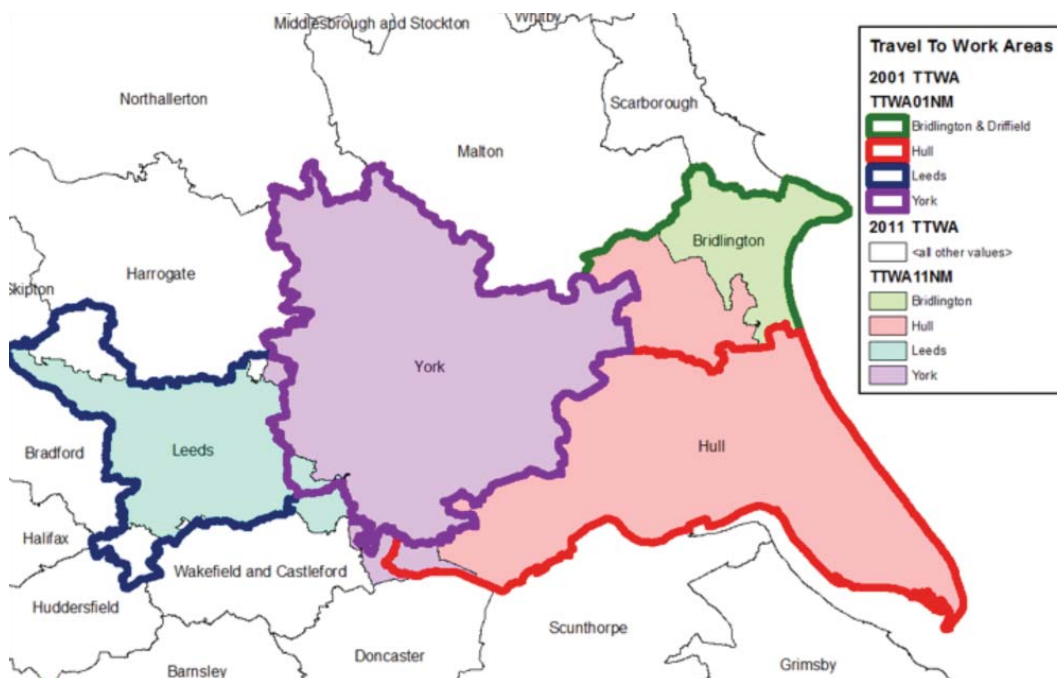 Middlesbrough and Stockton
Whitby
Northallerton
Scarborough
Malton
Bridlington
Harrogate
Skipton
York
Bradford
Leeds
Hull
Halifax
Wakefield and Castleford
Huddersfield
Scunthorpe
Doncaster
Barnsley
Grimsby
Travel To Work Areas
2001 TTWA
TTWA01NM
Bridlington & Driffield
Hull
Leeds
York
2011 TTWA
<all other values>
TTWA11NM
Bridlington
Hull
Leeds
York